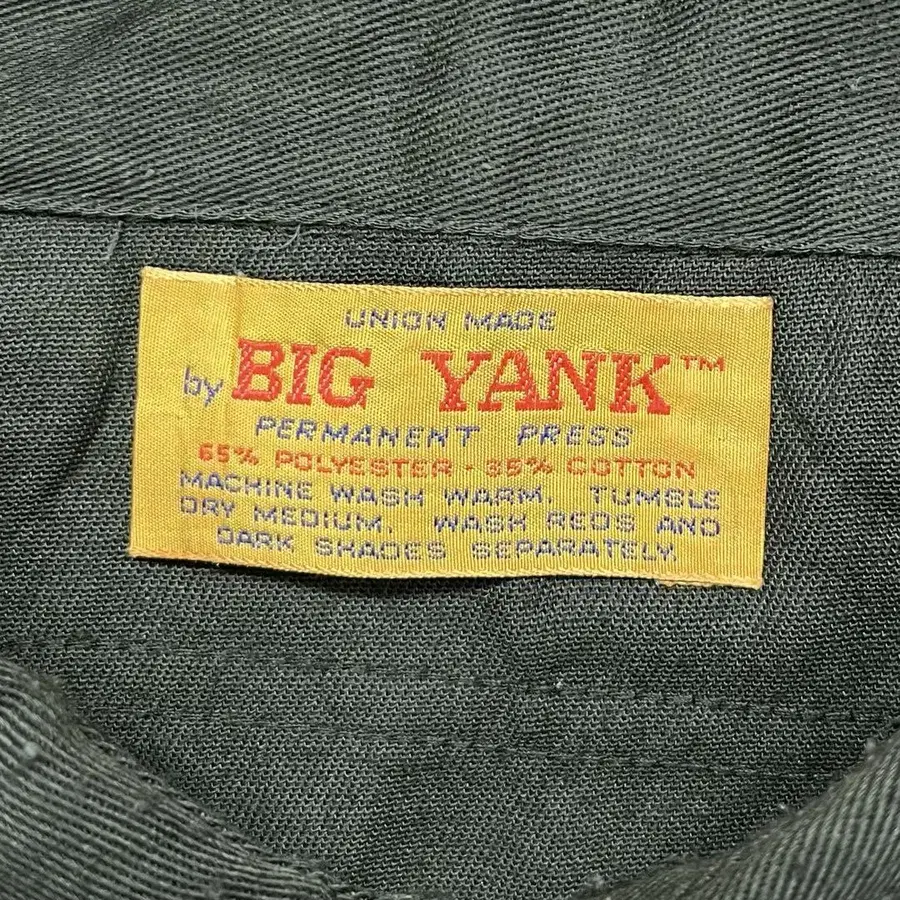 UNION MADE
by BIG YANK™
PERMANENT PRESS
65% POLYESTER - 35% COTTON
MACHINE WASH WARM. TUMBLE
DRY MEDIUM. WASH REDS AND
DARK SHADES SEPARATELY.